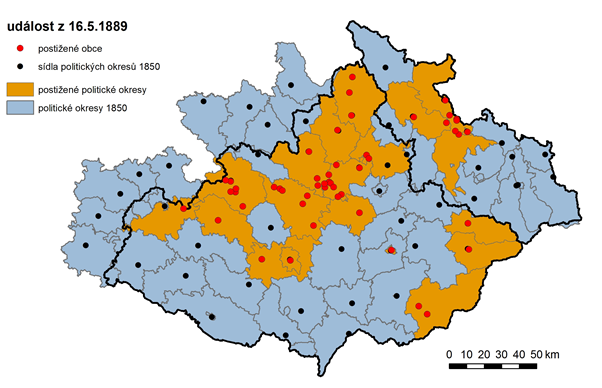 událost z 16.5.1889
postižené obce
sídla politických okresů 1850
postižené politické okresy
politické okresy 1850
0 10 20 30 40 50 km